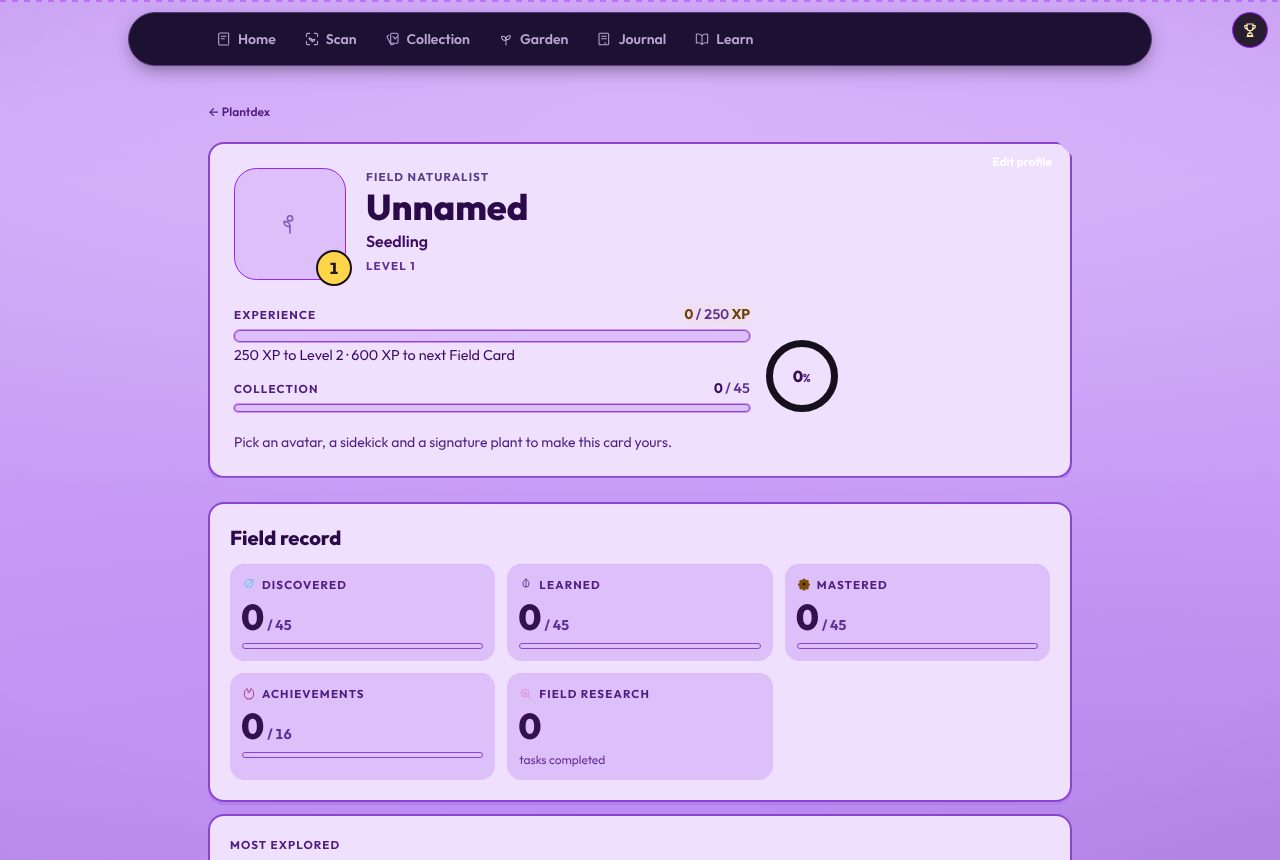 Home Scan Collection Garden Journal Learn
← Plantdex
Edit profile
FIELD NATURALIST
Unnamed
Seedling
LEVEL 1
1
EXPERIENCE 0 / 250 XP
250 XP to Level 2 · 600 XP to next Field Card
0%
COLLECTION 0 / 45
Pick an avatar, a sidekick and a signature plant to make this card yours.
Field record
DISCOVERED
0 / 45
LEARNED
0 / 45
MASTERED
0 / 45
ACHIEVEMENTS
0 / 16
FIELD RESEARCH
0
tasks completed
MOST EXPLORED